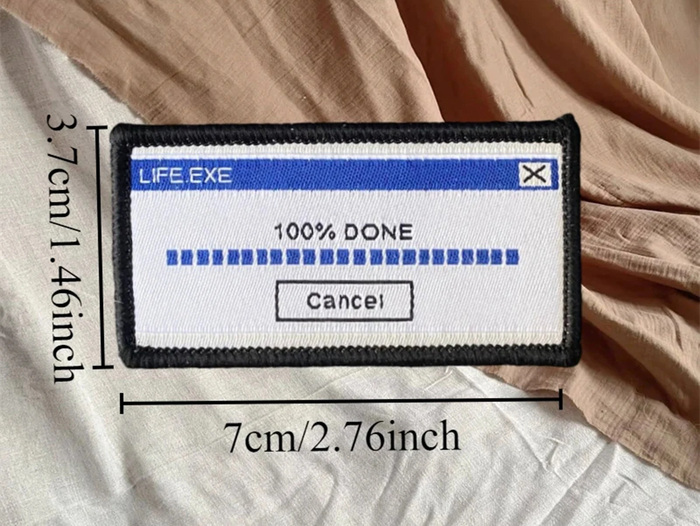 LIFE.EXE
100% DONE
Cancel
3.7cm/1.46inch
7cm/2.76inch